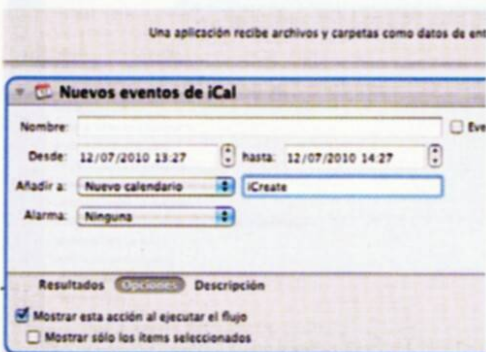 Una aplicación recibe archivos y carpetas como datos de
Nuevos eventos de iCal
Nombre:
Desde: 12/07/2010 13:27 hasta: 12/07/2010 14:27
Añadir a: Nuevo calendario iCreate
Alarma: Ninguna
Resultados Opciones Descripción
Mostrar esta acción al ejecutar el flujo
Mostrar sólo los ítems seleccionados